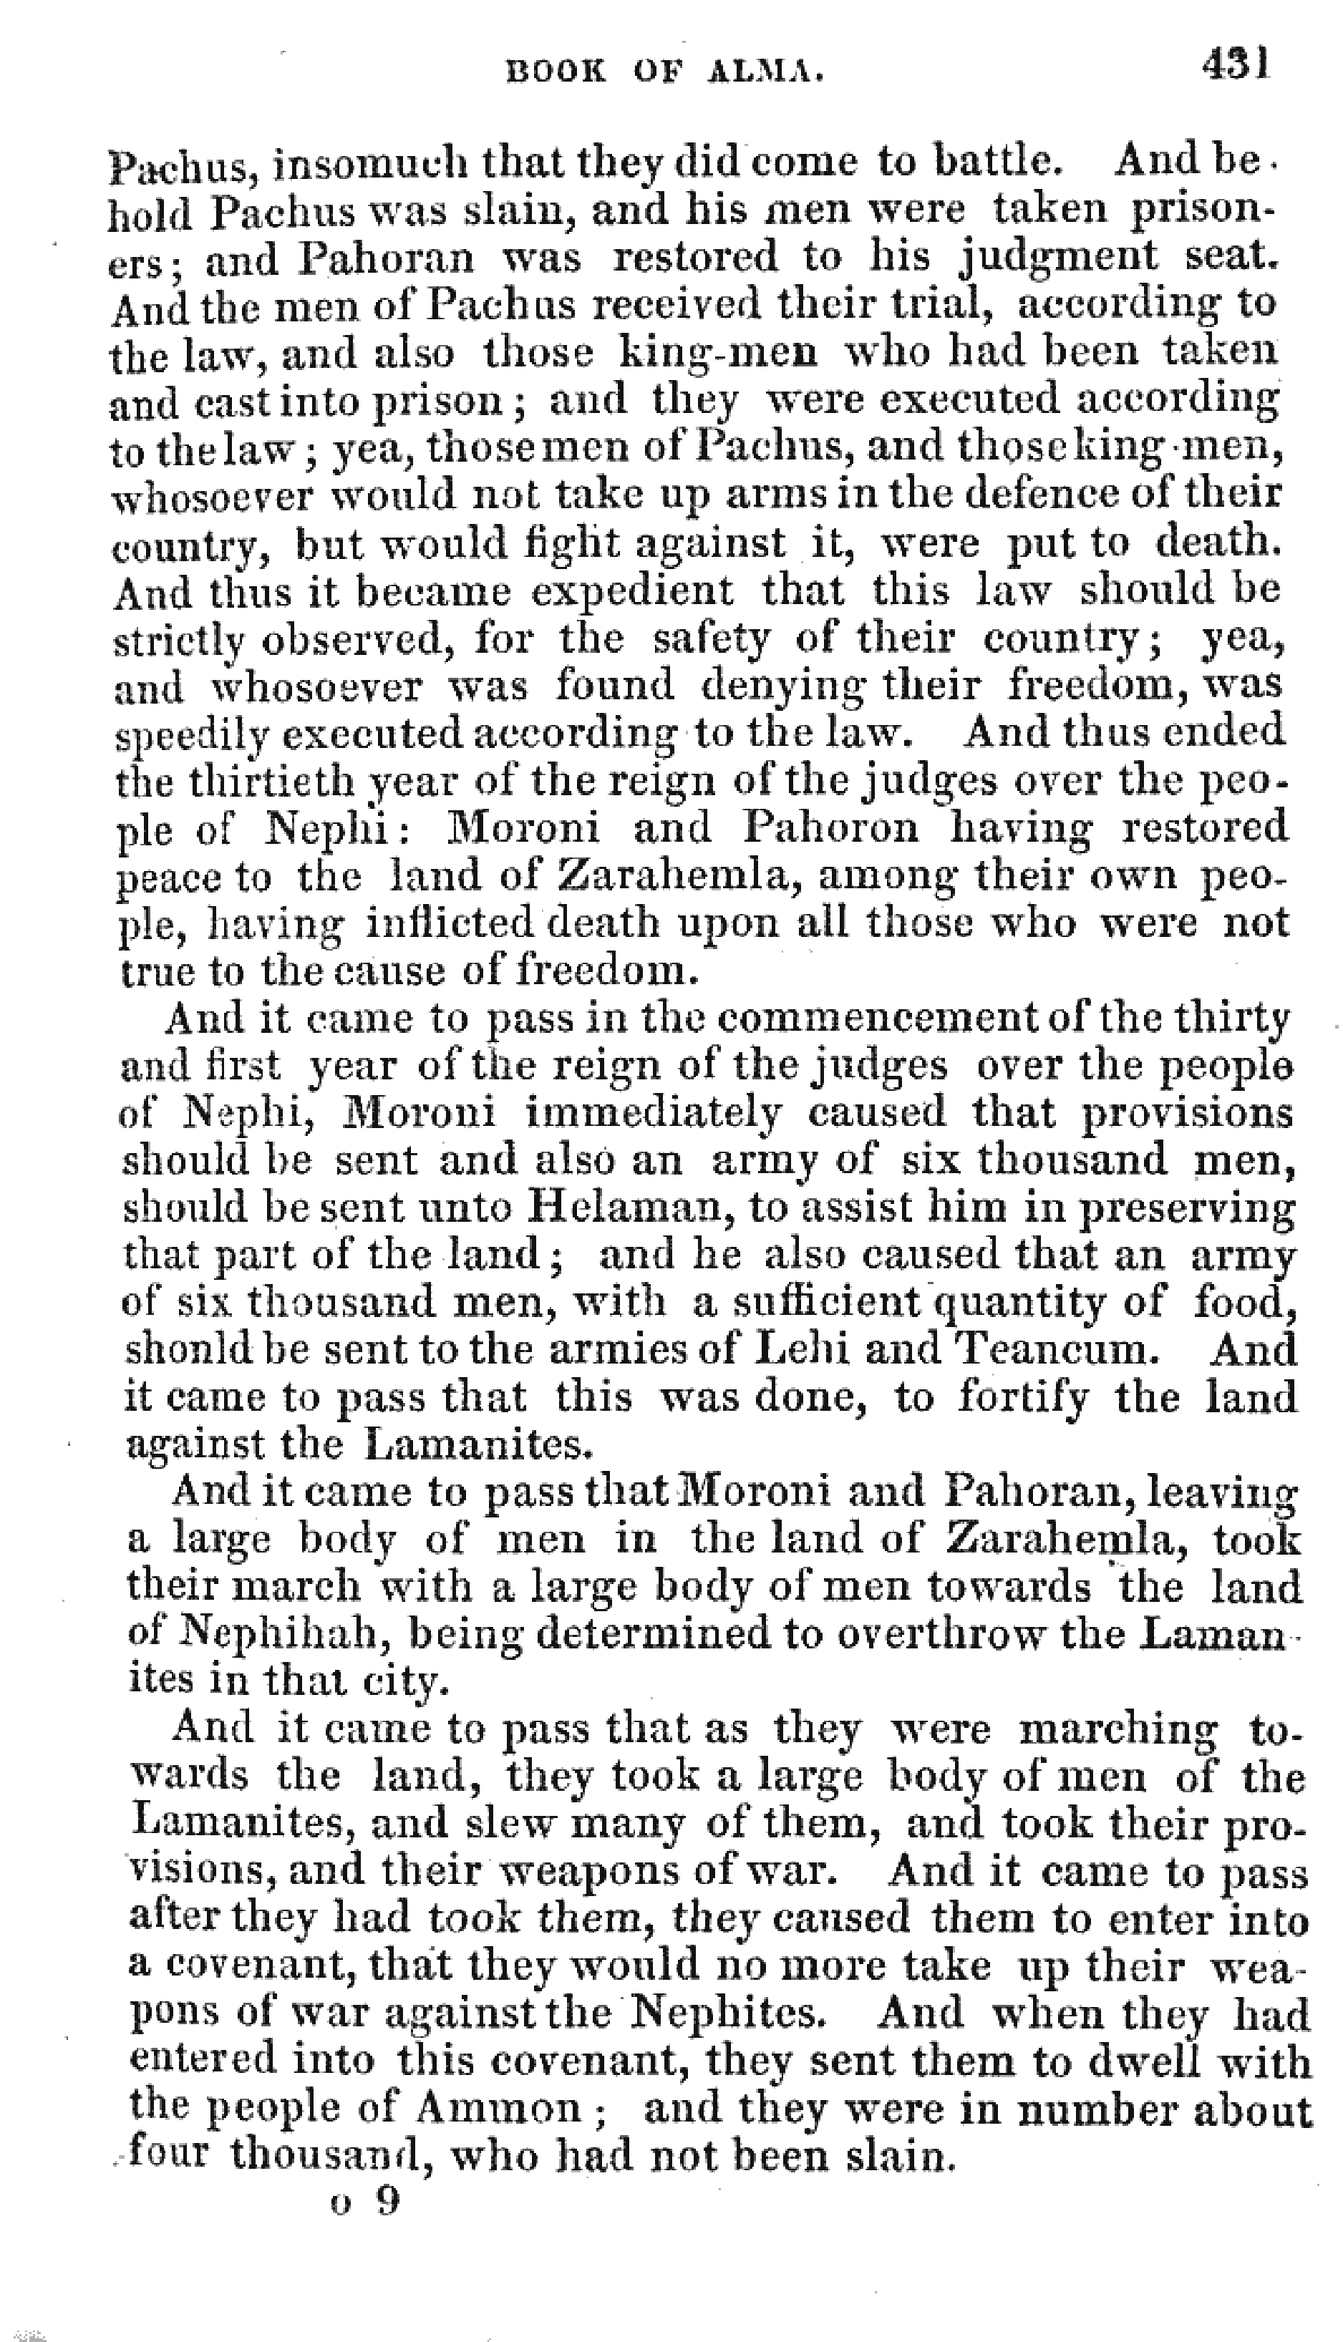 BOOK OF ALMA. 431
Pachus, insomuch that they did come to battle. And be-
hold Pachus was slain, and his men were taken prison-
ers; and Pahoran was restored to his judgment seat.
And the men of Pachus received their trial, according to
the law, and also those king-men who had been taken
and cast into prison; and they were executed according
to the law; yea, those men of Pachus, and those king-men,
whosoever would not take up arms in the defence of their
country, but would fight against it, were put to death.
And thus it became expedient that this law should be
strictly observed, for the safety of their country; yea,
and whosoever was found denying their freedom, was
speedily executed according to the law. And thus ended
the thirtieth year of the reign of the judges over the peo-
ple of Nephi: Moroni and Pahoron having restored
peace to the land of Zarahemla, among their own peo-
ple, having inflicted death upon all those who were not
true to the cause of freedom.
And it came to pass in the commencement of the thirty
and first year of the reign of the judges over the people
of Nephi, Moroni immediately caused that provisions
should be sent and also an army of six thousand men,
should be sent unto Helaman, to assist him in preserving
that part of the land; and he also caused that an army
of six thousand men, with a sufficient quantity of food,
shonld be sent to the armies of Lehi and Teancum. And
it came to pass that this was done, to fortify the land
against the Lamanites.
And it came to pass that Moroni and Pahoran, leaving
a large body of men in the land of Zarahemla, took
their march with a large body of men towards the land
of Nephihah, being determined to overthrow the Laman-
ites in that city.
And it came to pass that as they were marching to-
wards the land, they took a large body of men of the
Lamanites, and slew many of them, and took their pro-
visions, and their weapons of war. And it came to pass
after they had took them, they caused them to enter into
a covenant, that they would no more take up their wea-
pons of war against the Nephites. And when they had
entered into this covenant, they sent them to dwell with
the people of Ammon; and they were in number about
four thousand, who had not been slain.
o 9